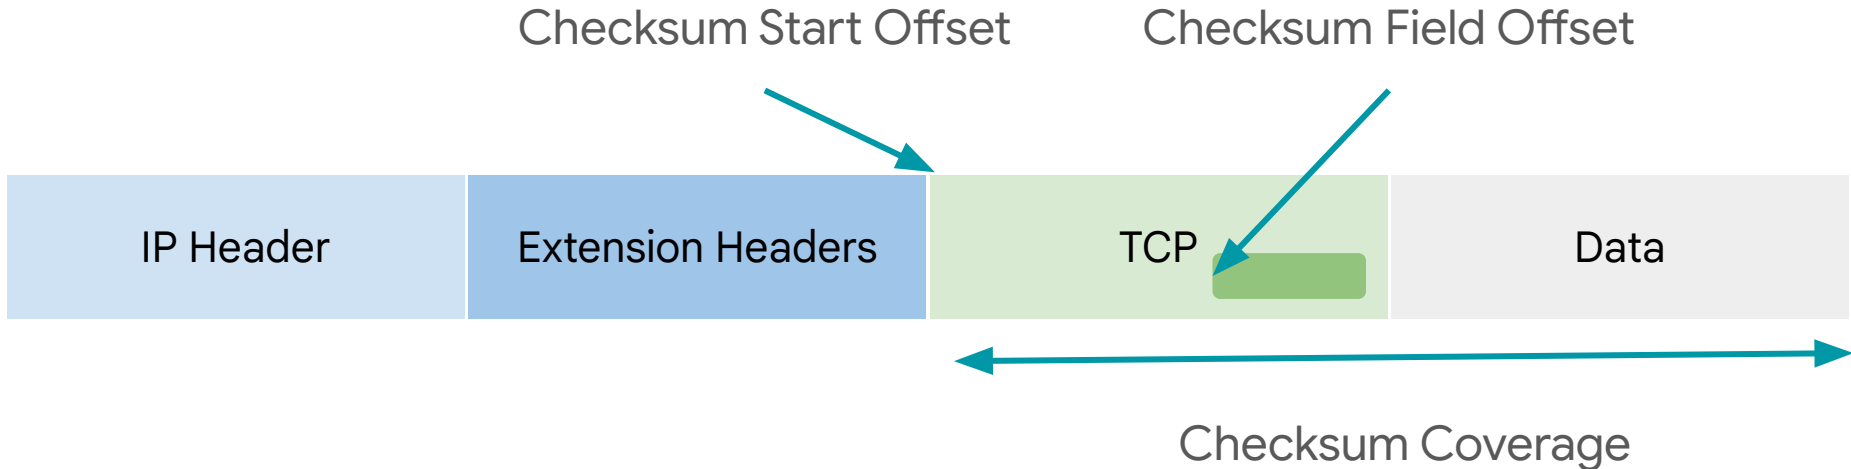 Checksum Start Offset
Checksum Field Offset
IP Header
Extension Headers
TCP
Data
Checksum Coverage